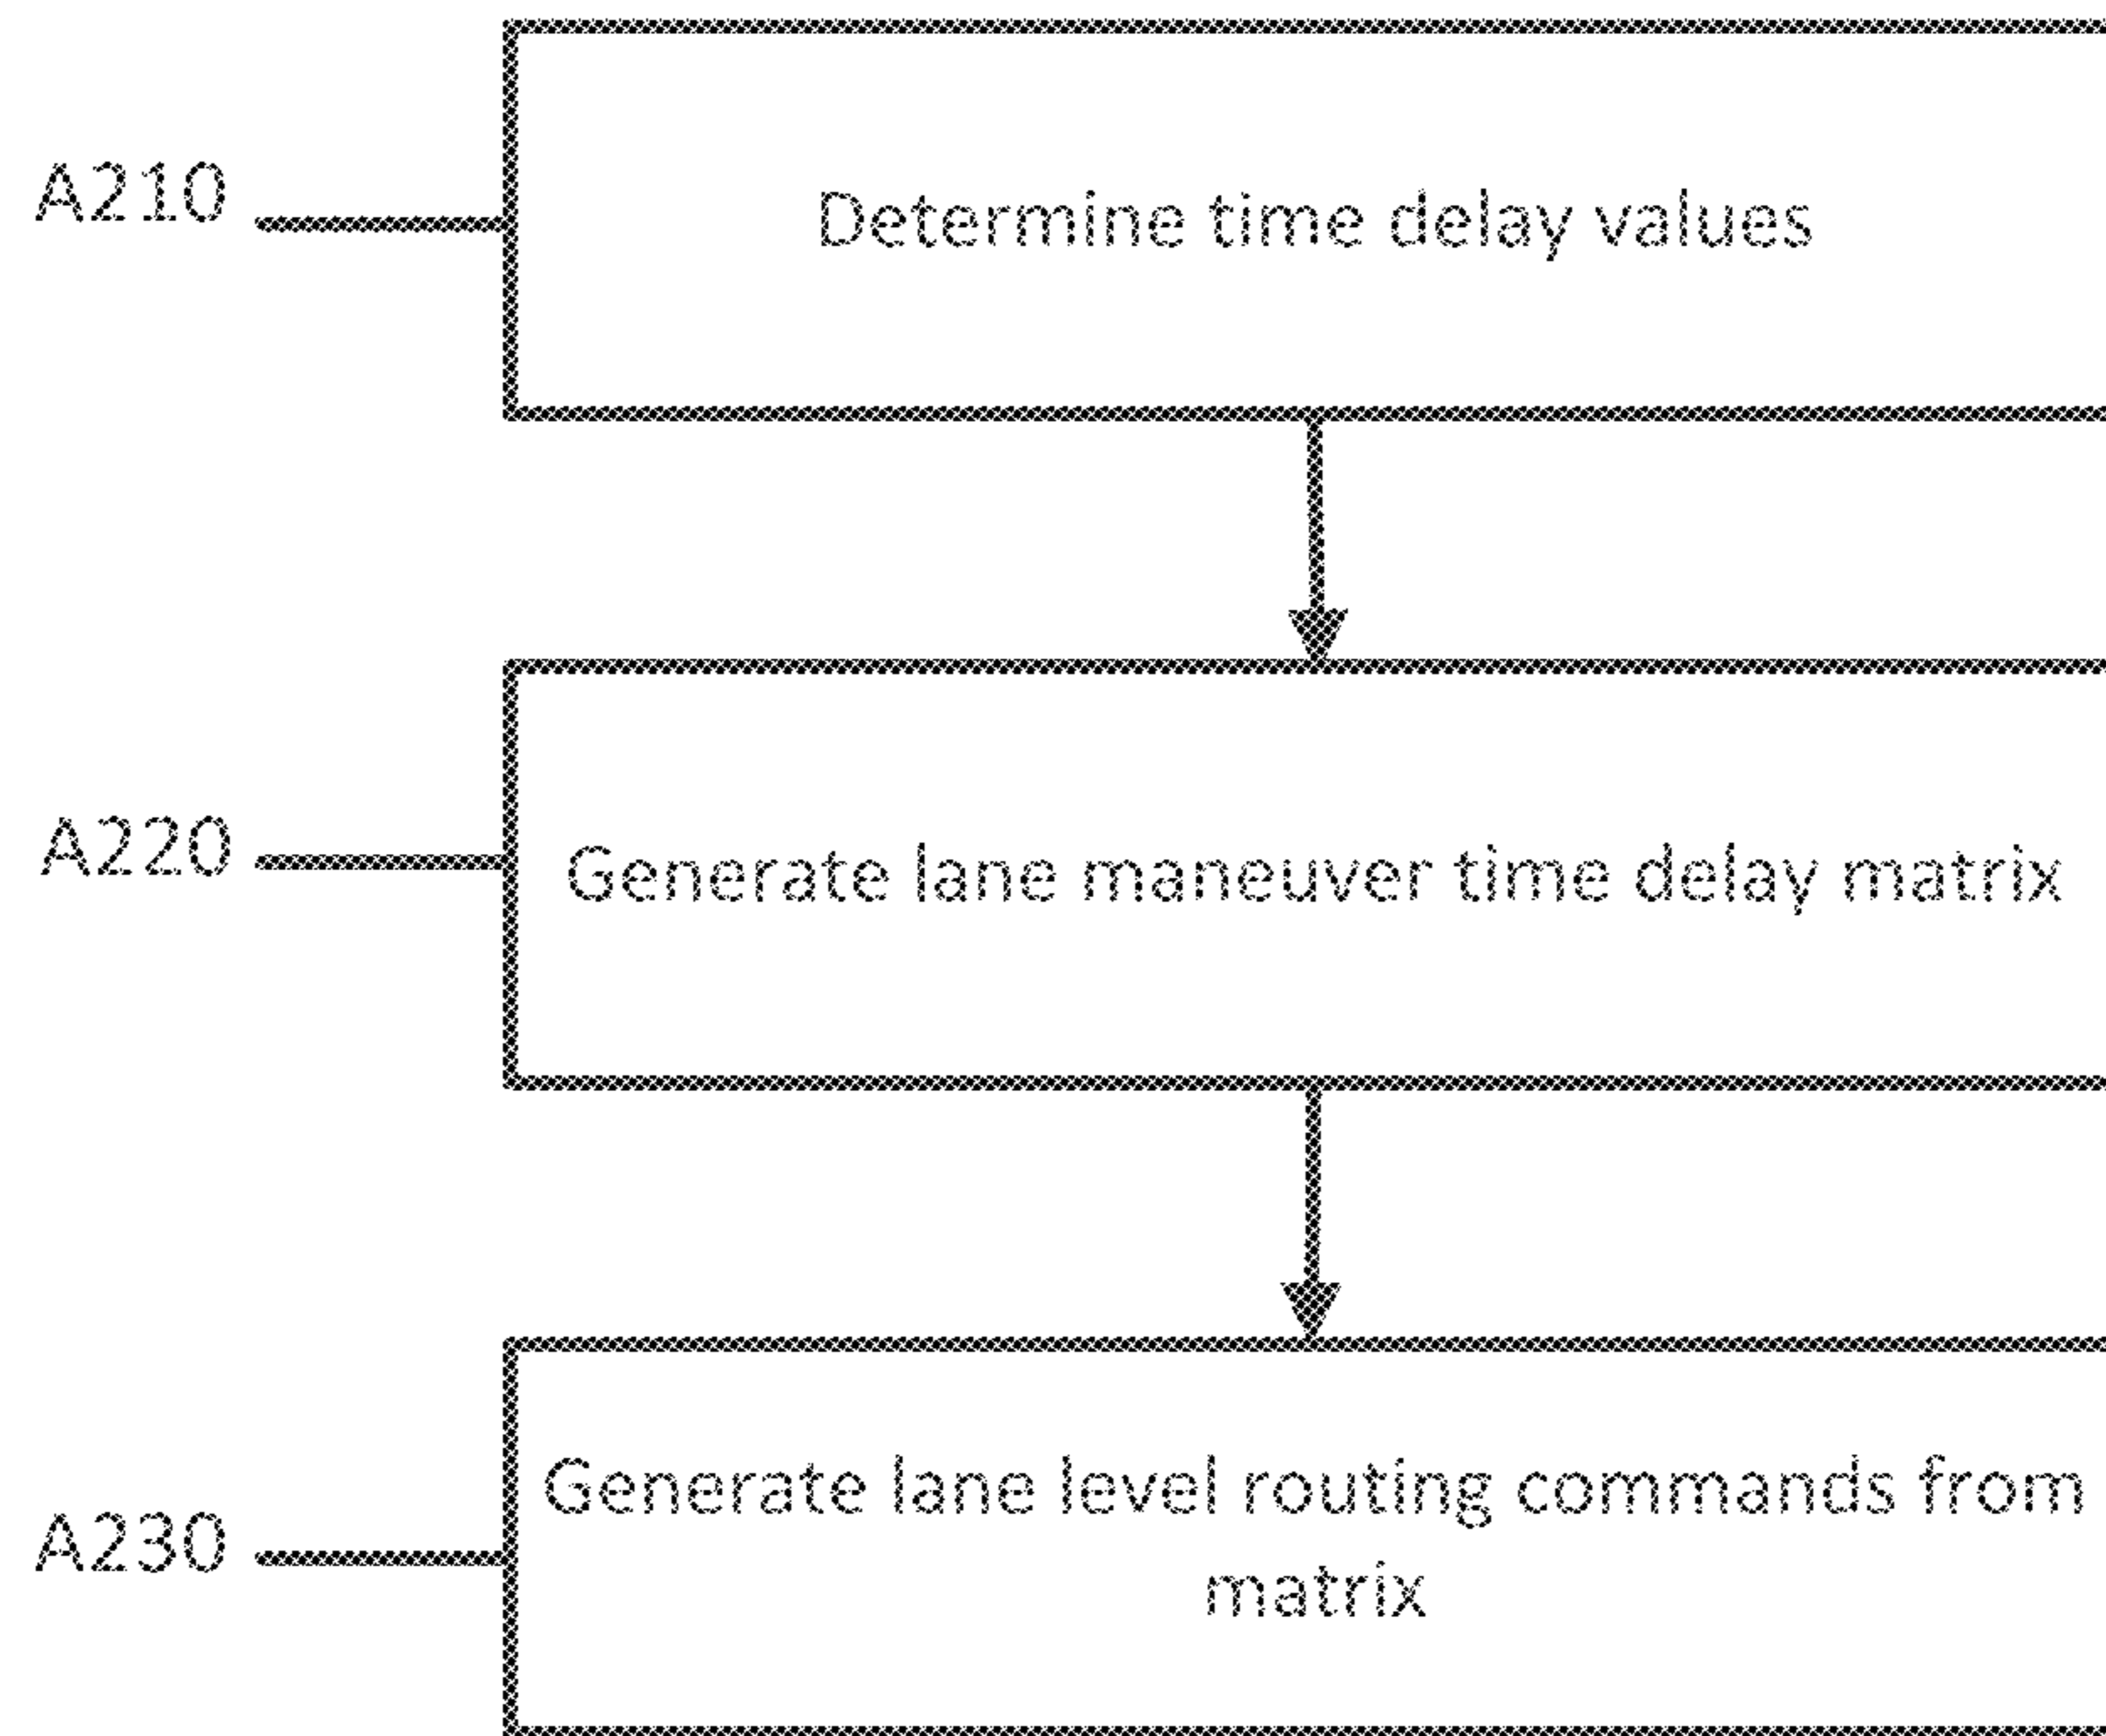 A210
Determine time delay values
A220
Generate lane maneuver time delay matrix
A230
Generate lane level routing commands from
matrix